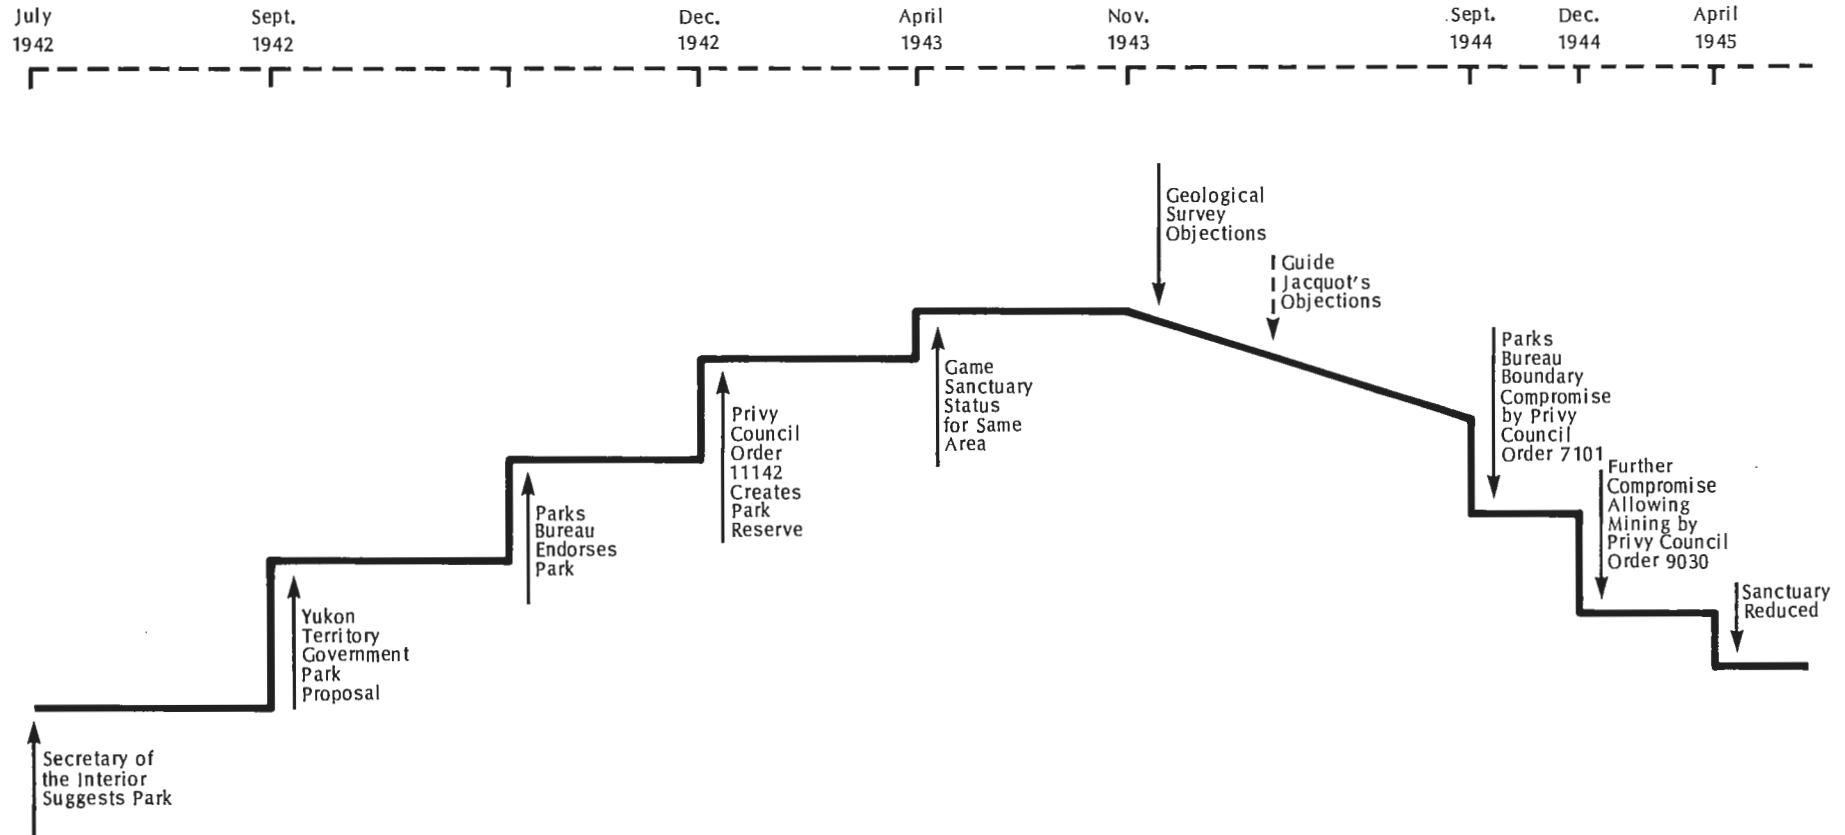 July
1942
Sept.
1942
Dec.
1942
April
1943
Nov.
1943
Sept.
1944
Dec.
1944
April
1945
Secretary of
the Interior
Suggests Park
Yukon
Territory
Government
Park
Proposal
Parks
Bureau
Endorses
Park
Privy
Council
Order
11142
Creates
Park
Reserve
Game
Sanctuary
Status
for Same
Area
Geological
Survey
Objections
Guide
Jacquot's
Objections
Parks
Bureau
Boundary
Compromise
by Privy
Council
Order 7101
Further
Compromise
Allowing
Mining by
Privy Council
Order 9030
Sanctuary
Reduced